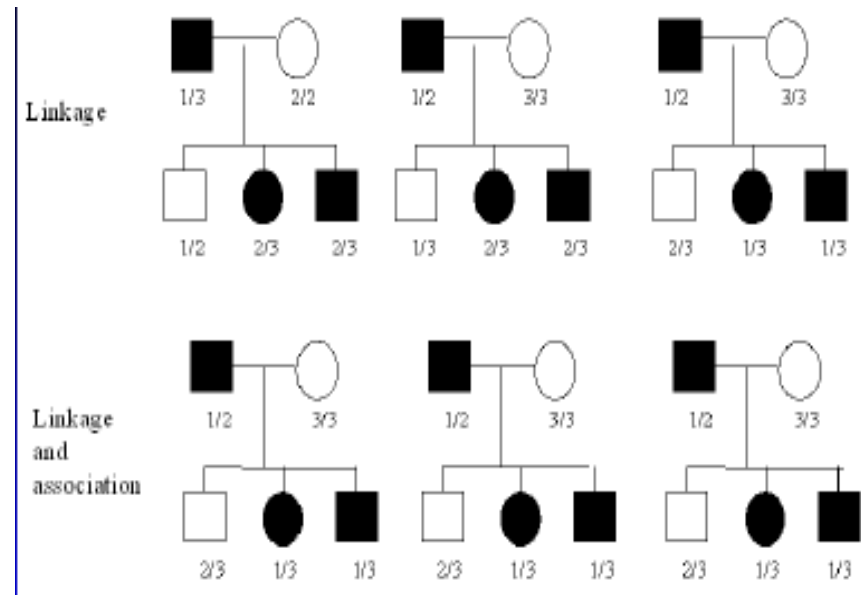 1/3 2/2 1/2 3/3 1/2 3/3
Linkage
1/2 2/3 2/3 1/3 2/3 2/3 2/3 1/3 1/3
1/2 3/3 1/2 3/3 1/2 3/3
Linkage
and
association
2/3 1/3 1/3 2/3 1/3 1/3 2/3 1/3 1/3